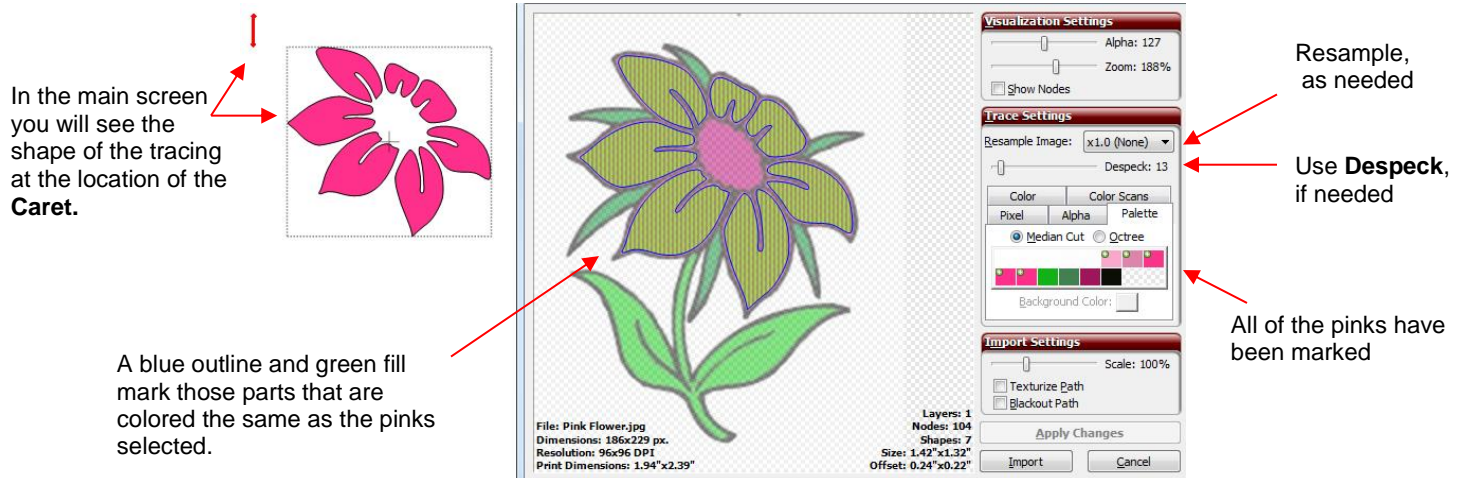 In the main screen
you will see the
shape of the tracing
at the location of the
Caret.
A blue outline and green fill
mark those parts that are
colored the same as the pinks
selected.
File: Pink Flower.jpg
Dimensions: 186x229 px.
Resolution: 96x96 DPI
Print Dimensions: 1.94"x2.39"
Layers: 1
Nodes: 104
Shapes: 7
Size: 1.42"x1.32"
Offset: 0.24"x0.22"
Visualization Settings
Alpha: 127
Zoom: 188%
Show Nodes
Trace Settings
Resample Image: x1.0 (None)
Despeck: 13
Color Color Scans
Pixel Alpha Palette
Median Cut Octree
Background Color:
Import Settings
Scale: 100%
Texturize Path
Blackout Path
Apply Changes
Import Cancel
Resample,
as needed
Use Despeck,
if needed
All of the pinks have
been marked